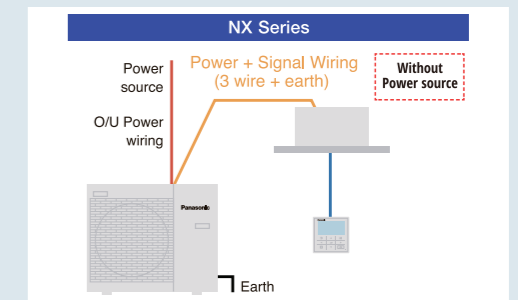 NX Series
Power
source
Power + Signal Wiring
(3 wire + earth)
Without
Power source
O/U Power
wiring
Panasonic
Earth